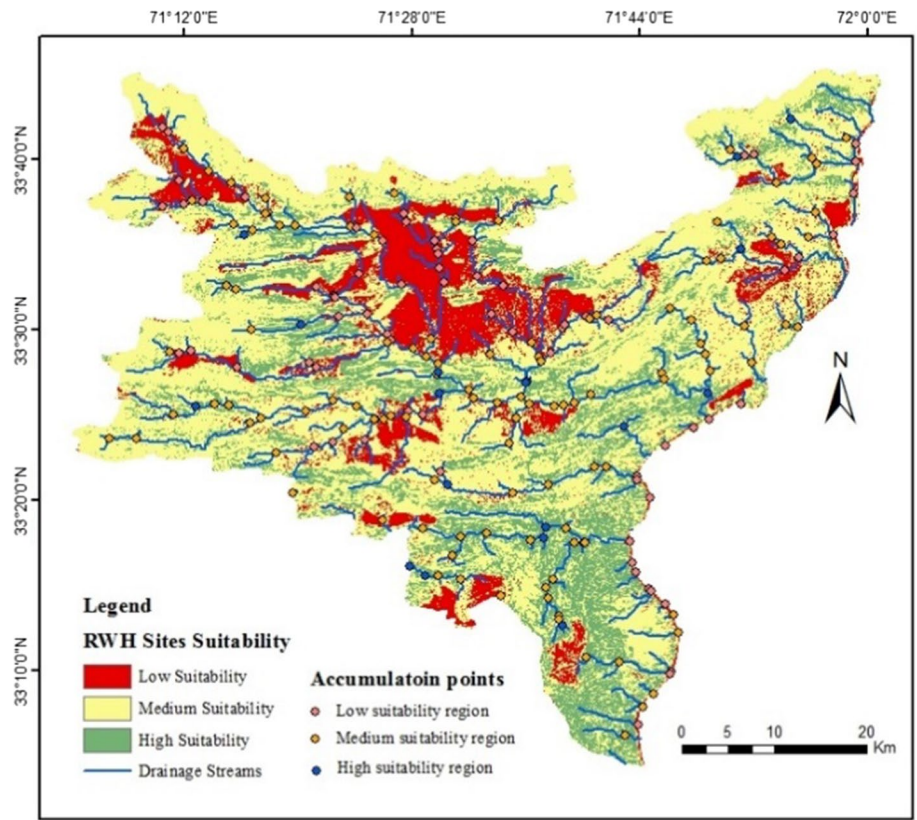 71°12'0"E
71°28'0"E
71°44'0"E
72°0'0"E
33°40'0"N
33°30'0"N
33°20'0"N
33°10'0"N
N
Legend
RWH Sites Suitability
Low Suitability
Medium Suitability
High Suitability
Drainage Streams
Accumulatoin points
Low suitability region
Medium suitability region
High suitability region
0 5 10 20
Km